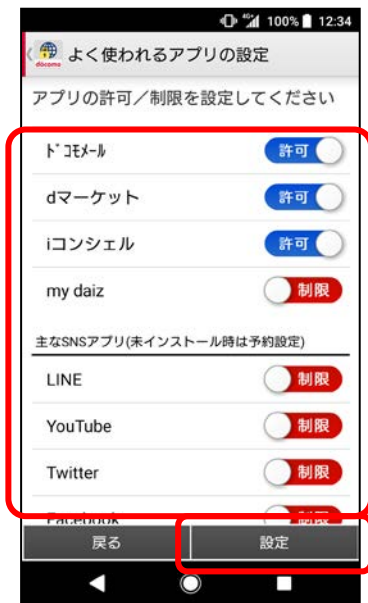 100% 12:34
docomo よく使われるアプリの設定
アプリの許可/制限を設定してください
ﾄﾞｺﾓﾒｰﾙ 許可
dマーケット 許可
iコンシェル 許可
my daiz 制限
主なSNSアプリ(未インストール時は予約設定)
LINE 制限
YouTube 制限
Twitter 制限
Facebook 制限
戻る 設定